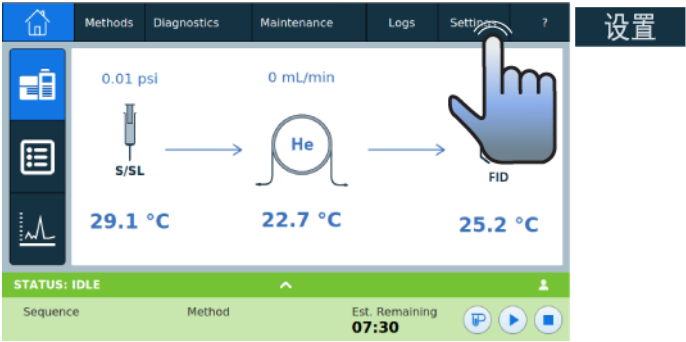 Methods Diagnostics Maintenance Logs Settings ?
设置
0.01 psi 0 mL/min
He
S/SL
FID
29.1 °C 22.7 °C 25.2 °C
STATUS: IDLE
Sequence Method Est. Remaining
07:30